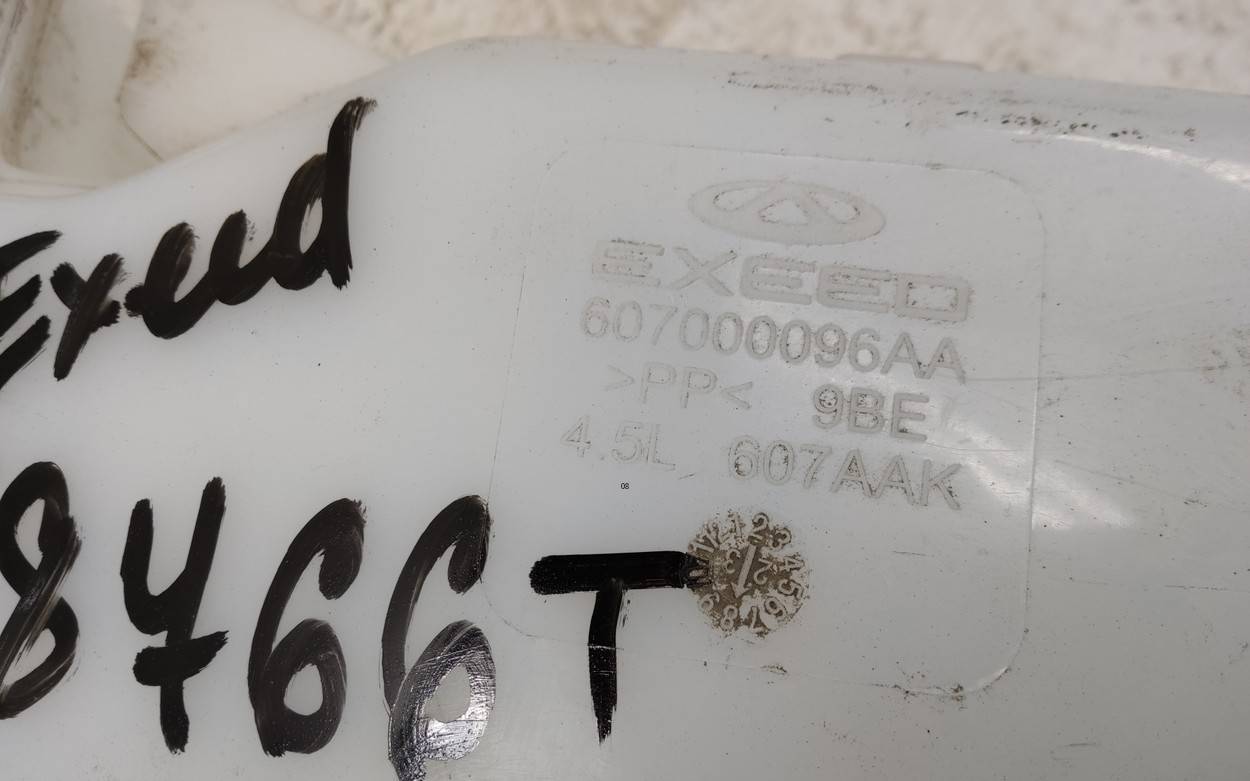 Exeed
EXEED
607000096AA
>PP< 9BE
4.5L 607AAK
08
8466T